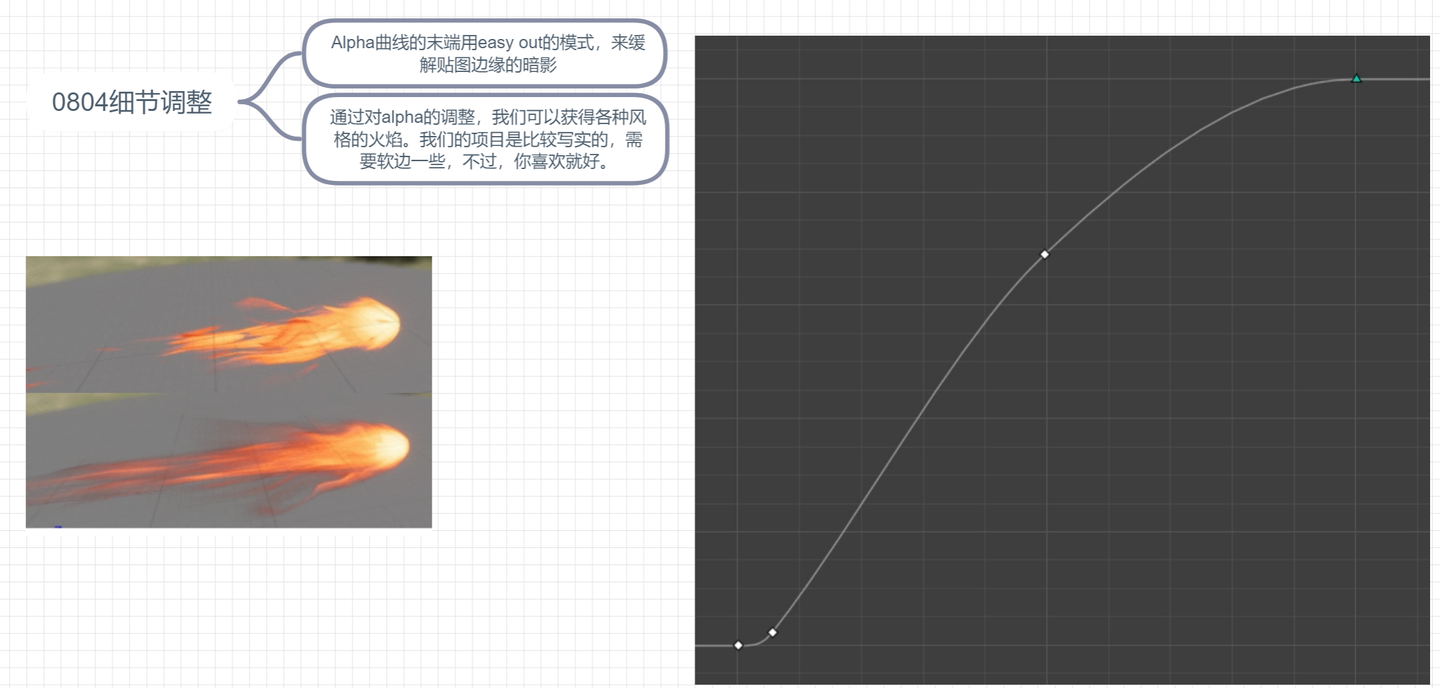 0804细节调整
Alpha曲线的末端用easy out的模式，来缓
解贴图边缘的暗影
通过对alpha的调整，我们可以获得各种风
格的火焰。我们的项目是比较写实的，需
要软边一些，不过，你喜欢就好。